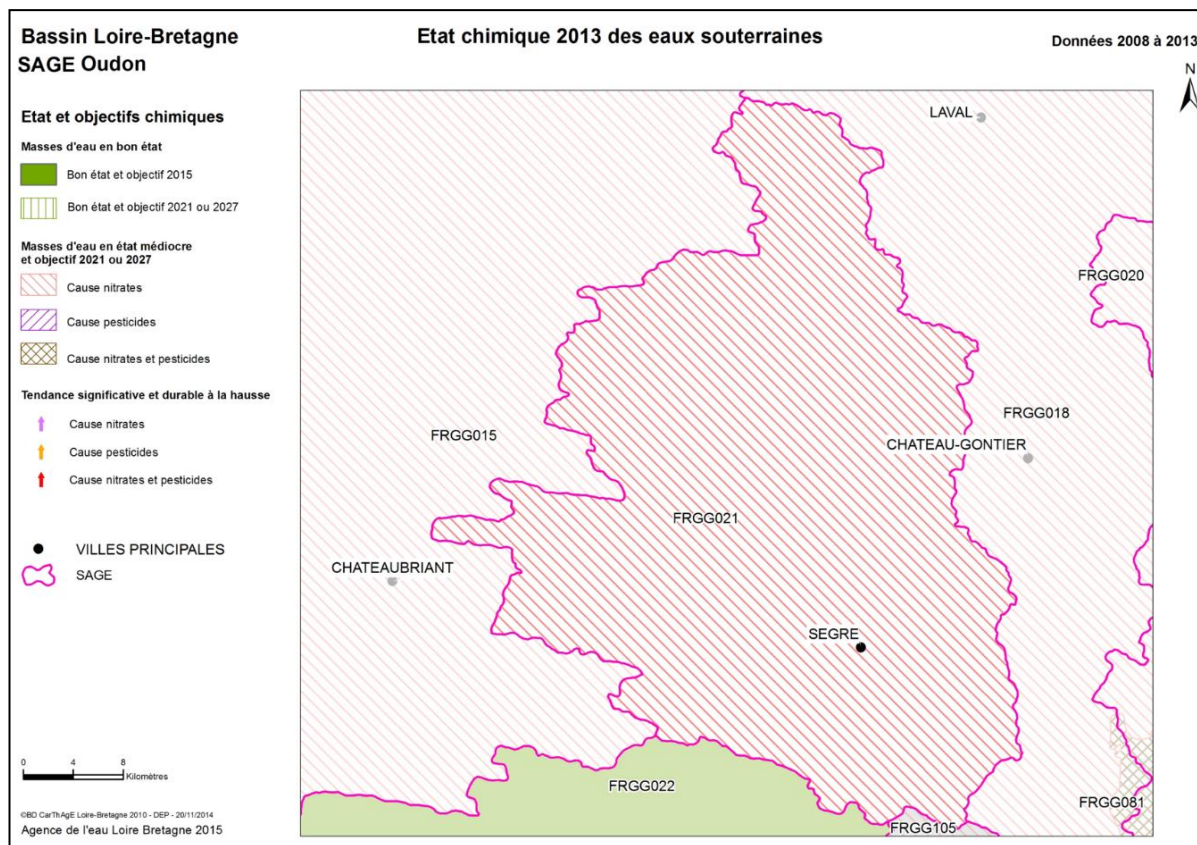 Bassin Loire-Bretagne
SAGE Oudon
Etat chimique 2013 des eaux souterraines
Données 2008 à 2013
N
Etat et objectifs chimiques
Masses d'eau en bon état
Bon état et objectif 2015
Bon état et objectif 2021 ou 2027
Masses d'eau en état médiocre
et objectif 2021 ou 2027
Cause nitrates
Cause pesticides
Cause nitrates et pesticides
Tendance significative et durable à la hausse
Cause nitrates
Cause pesticides
Cause nitrates et pesticides
VILLES PRINCIPALES
SAGE
0 4 8
Kilomètres
©BD CarThAgE Loire-Bretagne 2010 - DEP - 20/11/2014
Agence de l'eau Loire Bretagne 2015
LAVAL
FRGG020
FRGG018
FRGG015
CHATEAU-GONTIER
FRGG021
CHATEAUBRIANT
SEGRE
FRGG022
FRGG081
FRGG105